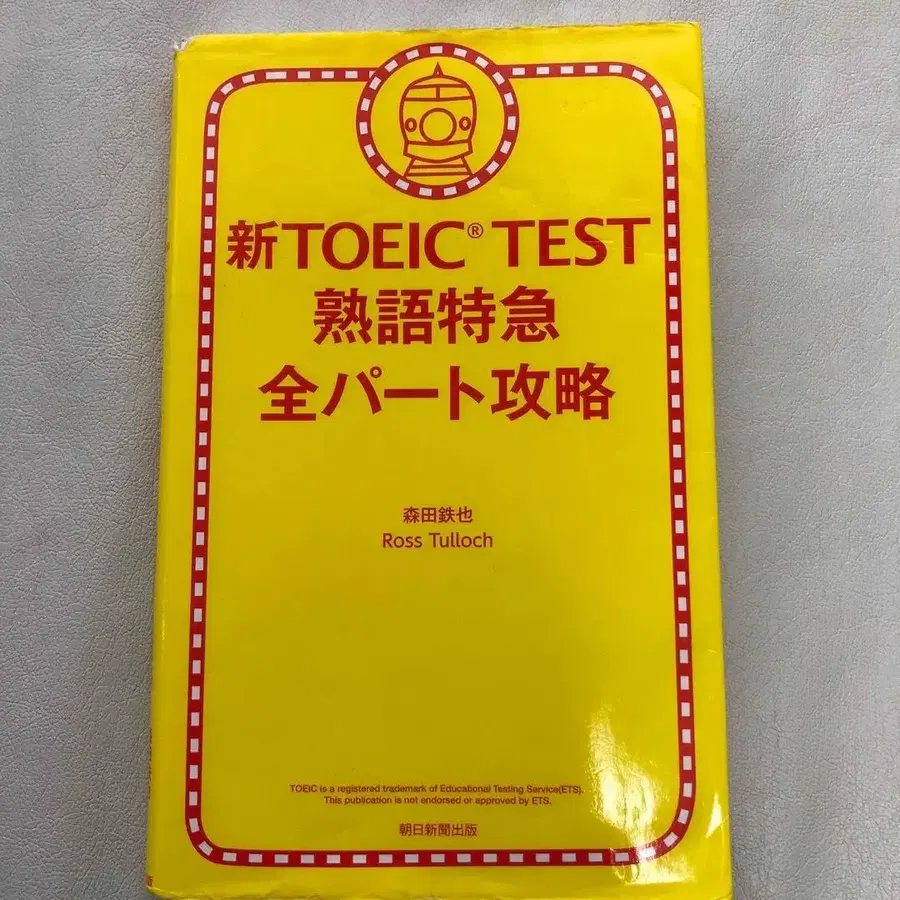 新TOEIC® TEST
熟語特急
全パート攻略
森田鉄也
Ross Tulloch
TOEIC is a registered trademark of Educational Testing Service(ETS).
This publication is not endorsed or approved by ETS.
朝日新聞出版